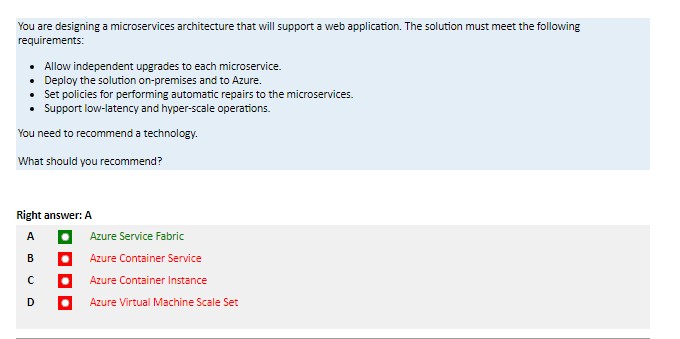 You are designing a microservices architecture that will support a web application. The solution must meet the following
requirements:
• Allow independent upgrades to each microservice.
• Deploy the solution on-premises and to Azure.
• Set policies for performing automatic repairs to the microservices.
• Support low-latency and hyper-scale operations.
You need to recommend a technology.
What should you recommend?
Right answer: A
A Azure Service Fabric
B Azure Container Service
C Azure Container Instance
D Azure Virtual Machine Scale Set